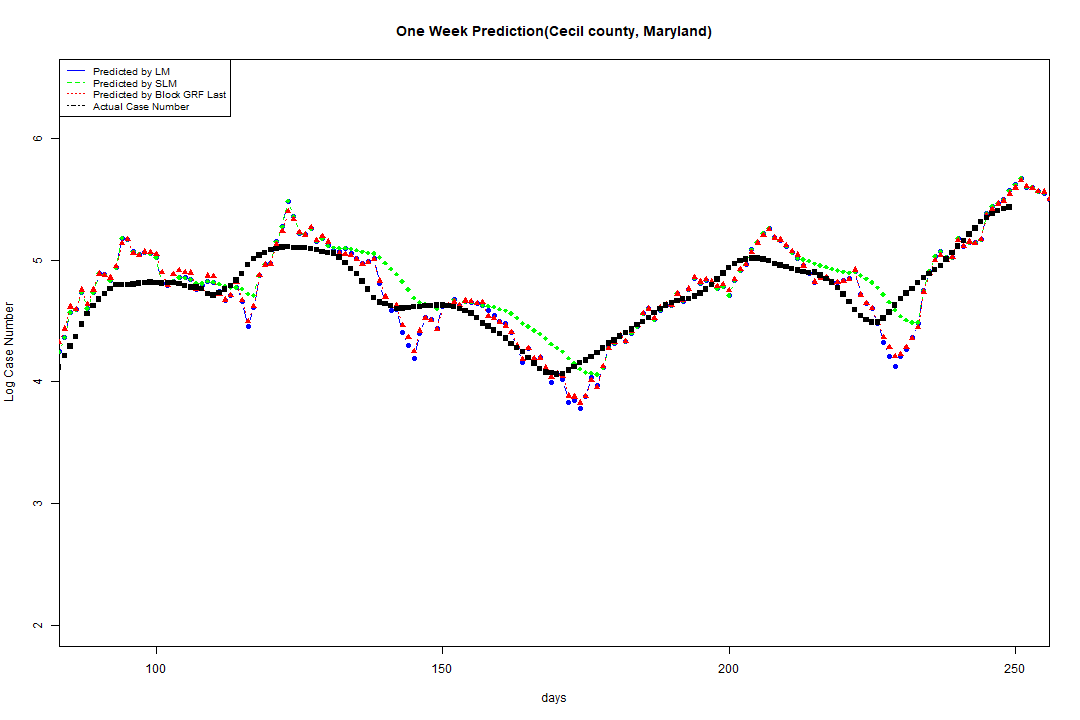 One Week Prediction(Cecil county, Maryland)
Predicted by LM
Predicted by SLM
Predicted by Block GRF Last
Actual Case Number
6
5
4
3
2
Log Case Number
100
150
200
250
days